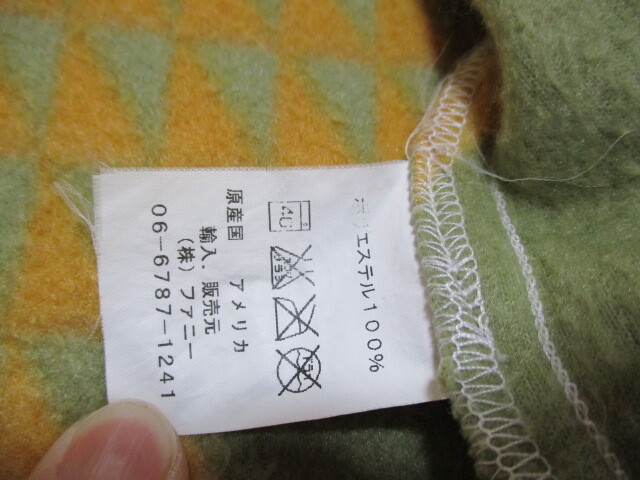 エステル100%
40
原産国 アメリカ
輸入、販売元
(株)ファニー
06-6787-1241